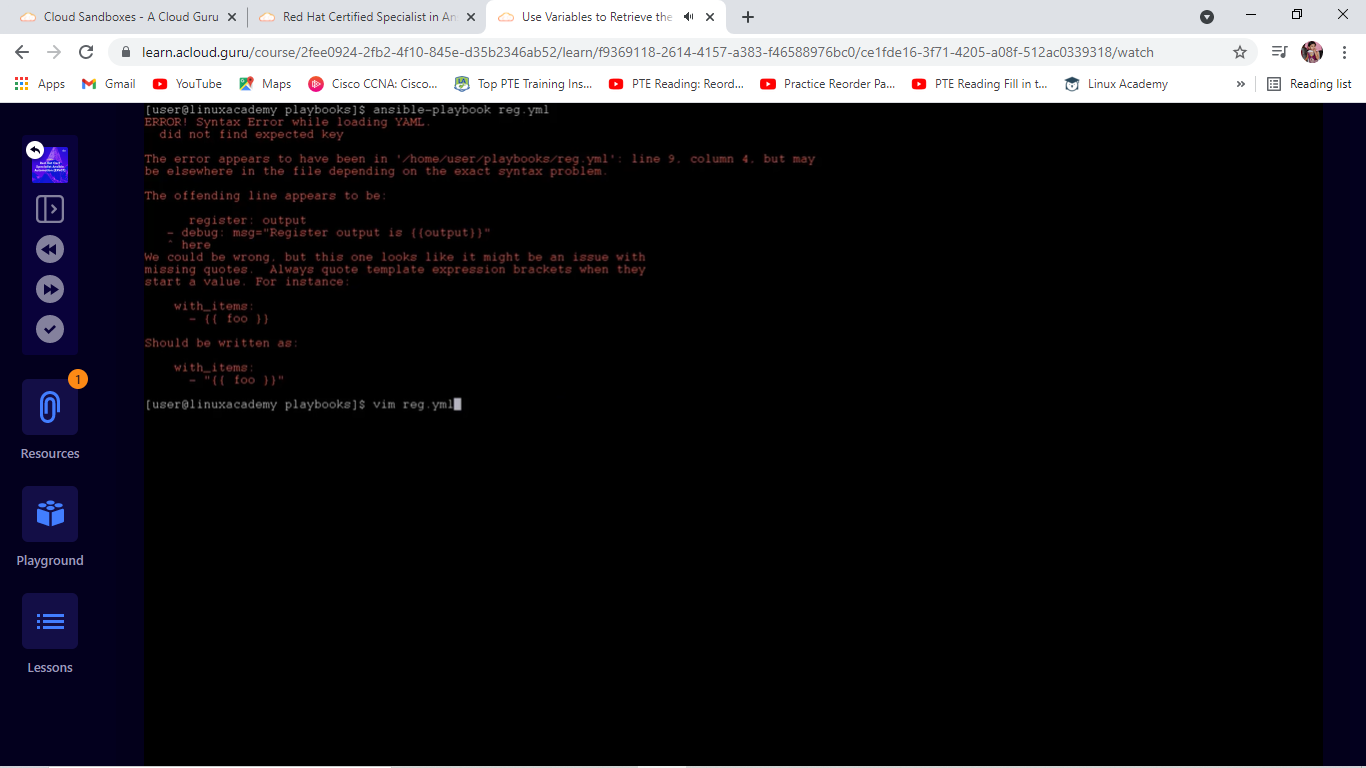 Cloud Sandboxes - A Cloud Guru
Red Hat Certified Specialist in An
Use Variables to Retrieve the
learn.acloud.guru/course/2fee0924-2fb2-4f10-845e-d35b2346ab52/learn/f9369118-2614-4157-a383-f46588976bc0/ce1fde16-3f71-4205-a08f-512ac0339318/watch
Apps
Gmail
YouTube
Maps
Cisco CCNA: Cisco...
Top PTE Training Ins...
PTE Reading: Reord...
Practice Reorder Pa...
PTE Reading Fill in t...
Linux Academy
»
Reading list
[user@linuxacademy playbooks]$ ansible-playbook reg.yml
ERROR! Syntax Error while loading YAML.
did not find expected key
The error appears to have been in '/home/user/playbooks/reg.yml': line 9, column 4, but may
be elsewhere in the file depending on the exact syntax problem.
The offending line appears to be:
register: output
- debug: msg="Register output is {{output}}"
^ here
We could be wrong, but this one looks like it might be an issue with
missing quotes.  Always quote template expression brackets when they
start a value. For instance:
with_items:
- {{ foo }}
Should be written as:
with_items:
- "{{ foo }}"
[user@linuxacademy playbooks]$ vim reg.yml
1
Resources
Playground
Lessons